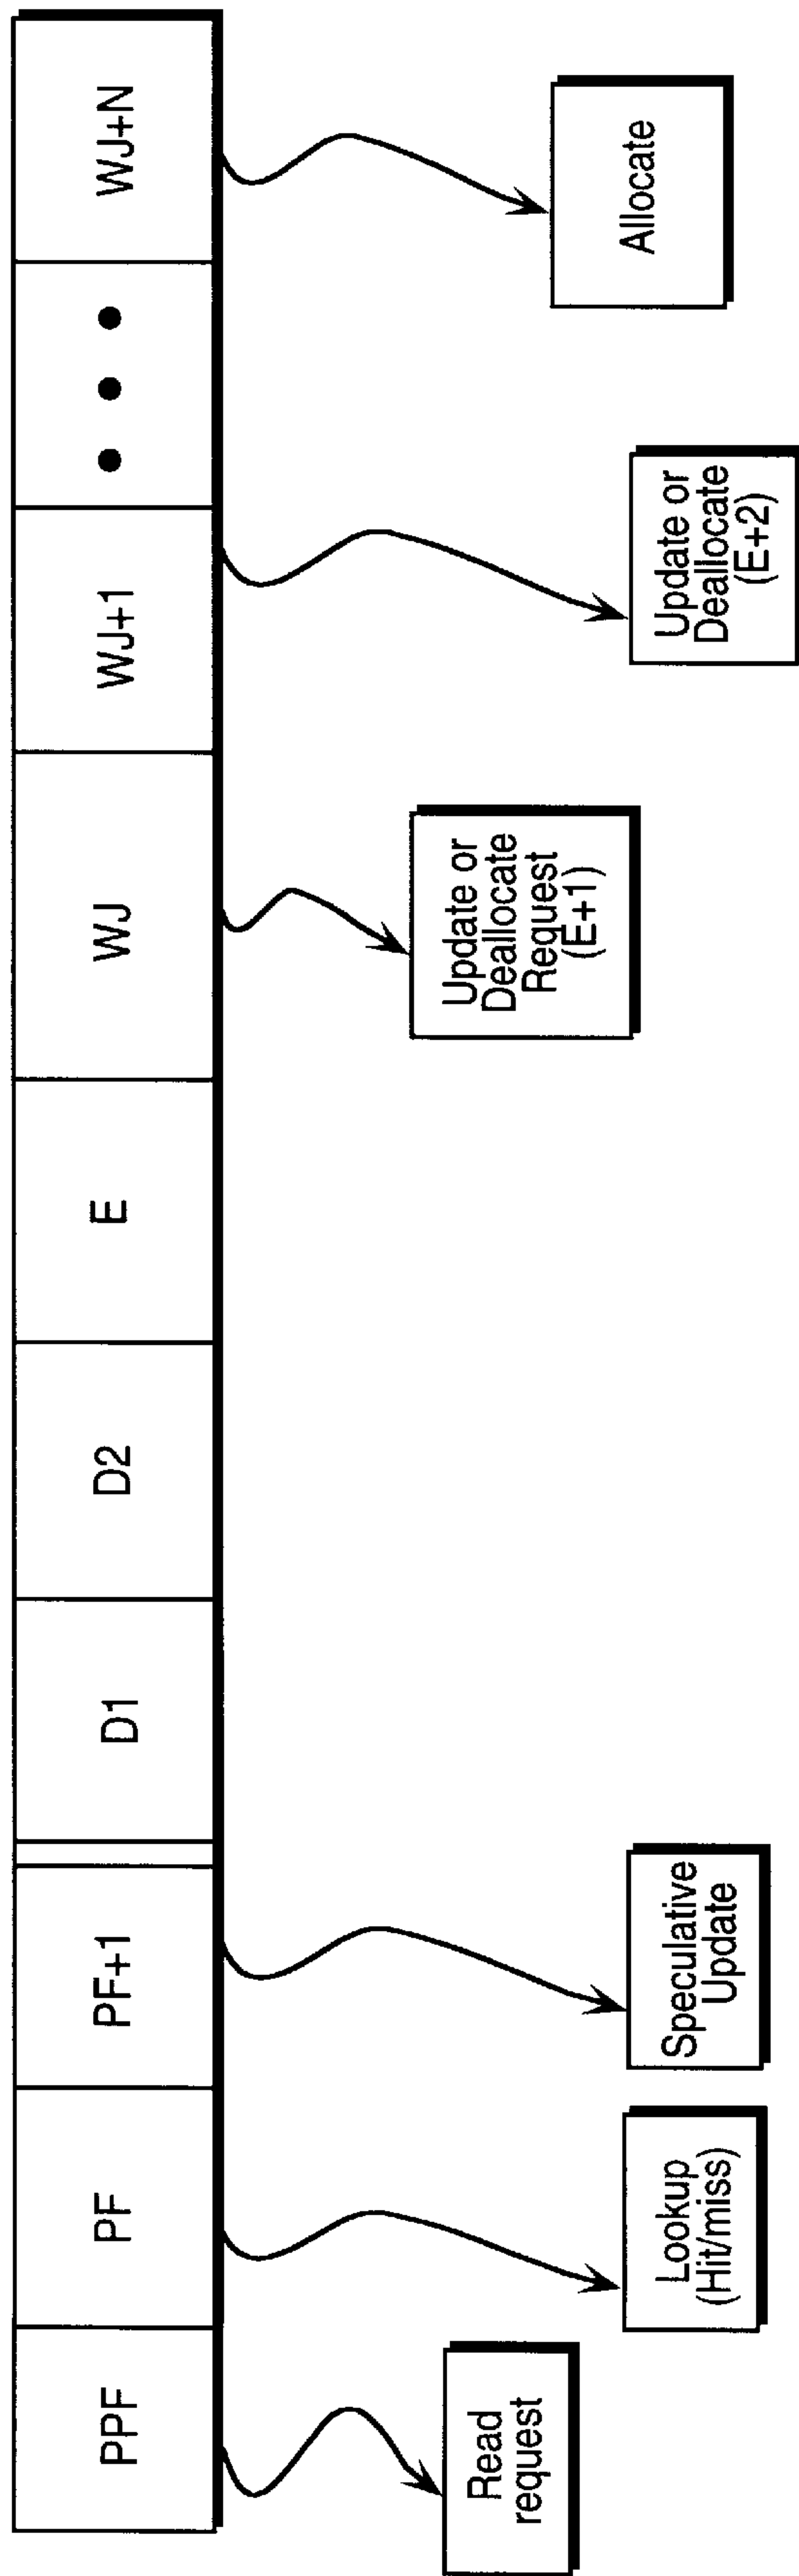 PPF
PF
PF+1
D1
D2
E
WJ
WJ+1
WJ+N
Read
request
Lookup
(Hit/miss)
Speculative
Update
Update or
Deallocate
Request
(E+1)
Update or
Deallocate
(E+2)
Allocate